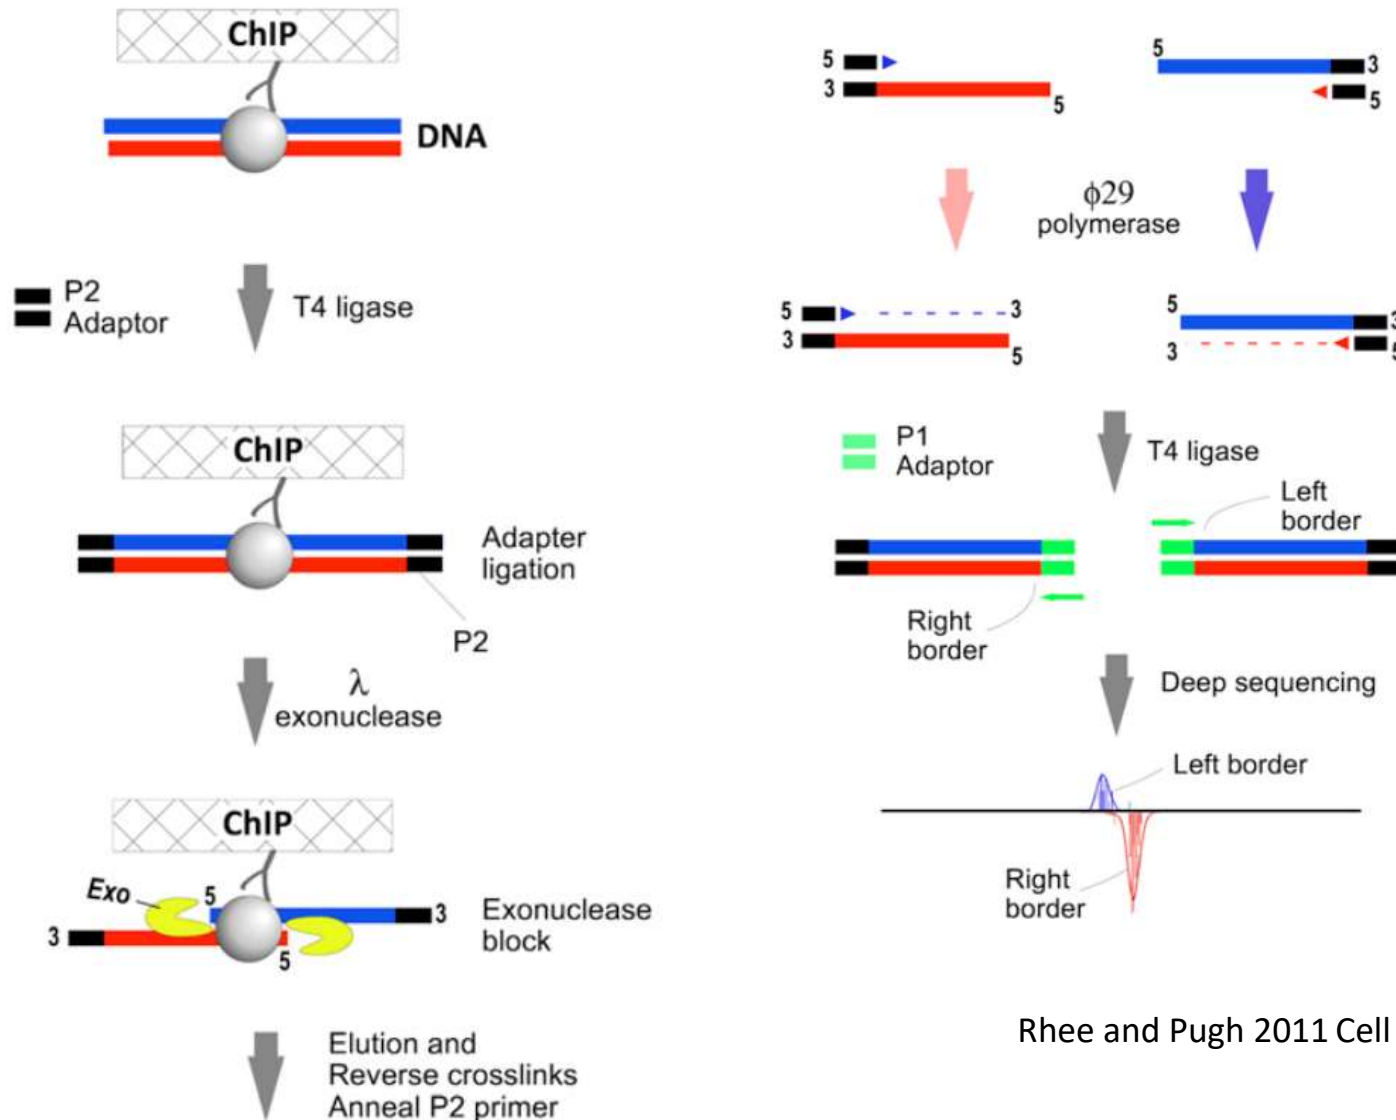 ChIP
DNA
P2
Adaptor
T4 ligase
ChIP
Adapter
ligation
P2
λ
exonuclease
ChIP
Exo
5
3
3
5
Exonuclease
block
Elution and
Reverse crosslinks
Anneal P2 primer
5
3
5
5
3
5
ϕ29
polymerase
5
3
3
5
5
3
3
5
P1
Adaptor
T4 ligase
Left
border
Right
border
Deep sequencing
Left border
Right
border
Rhee and Pugh 2011 Cell